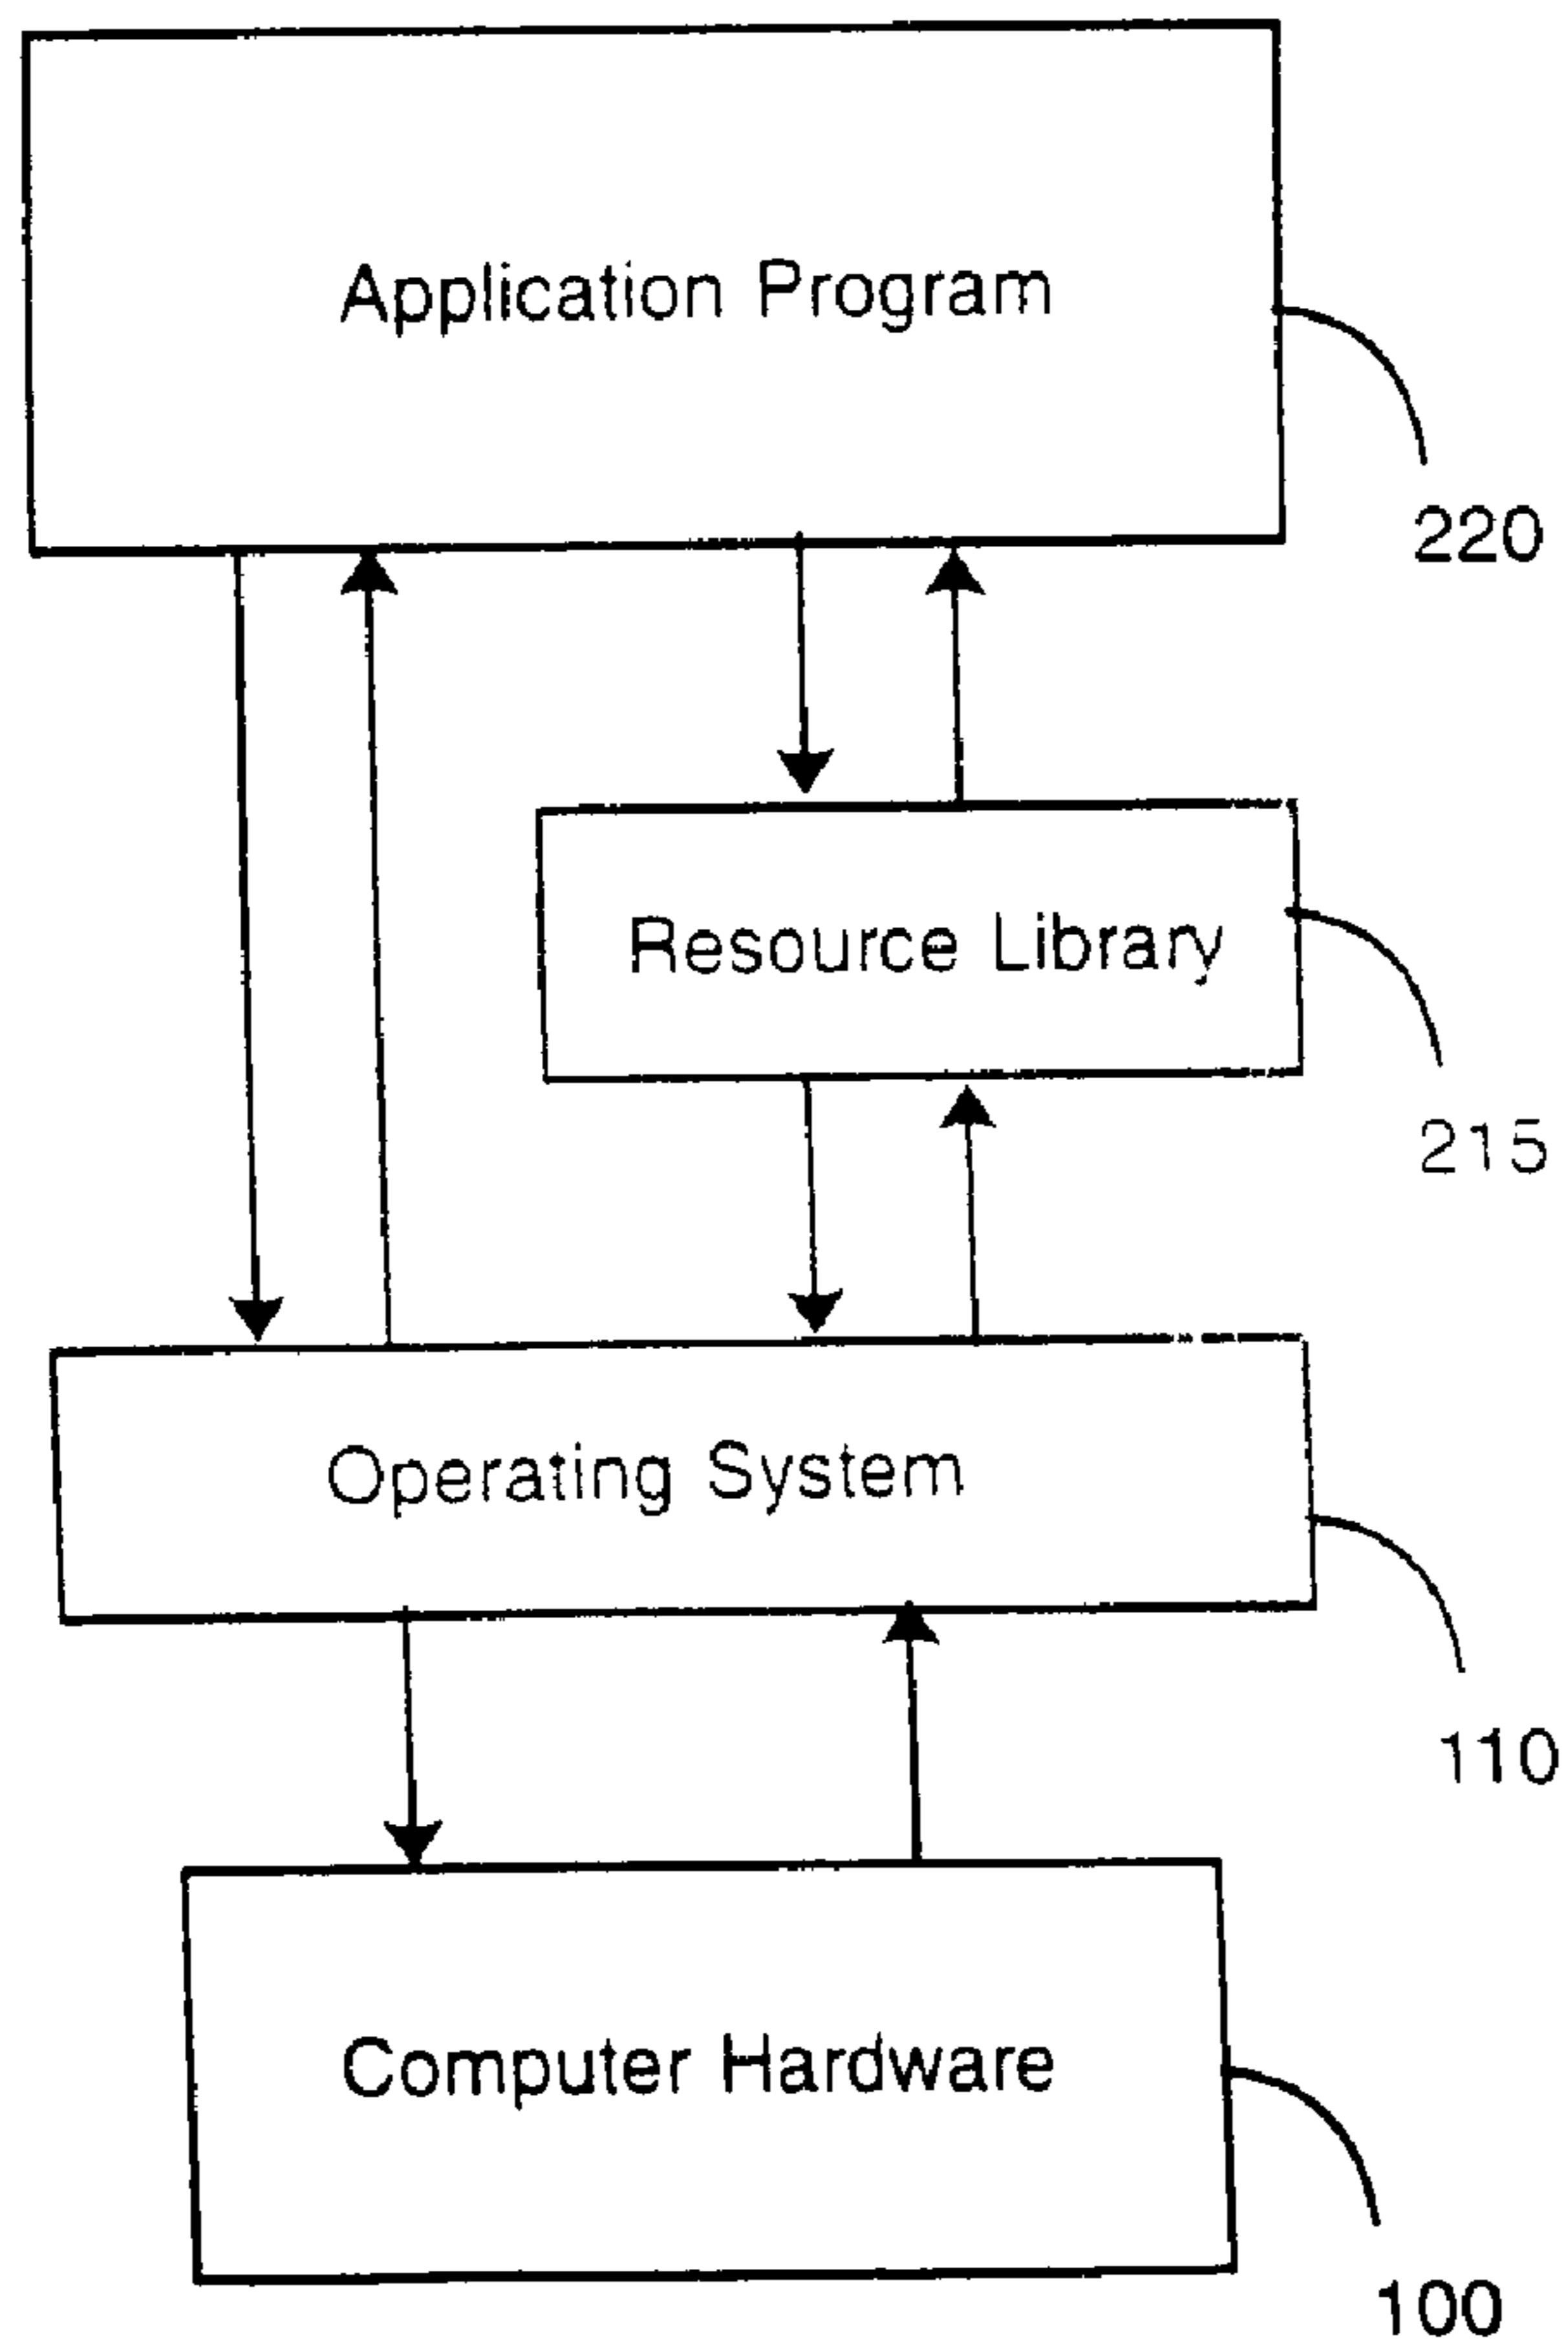 Application Program
220
Resource Library
215
Operating System
110
Computer Hardware
100